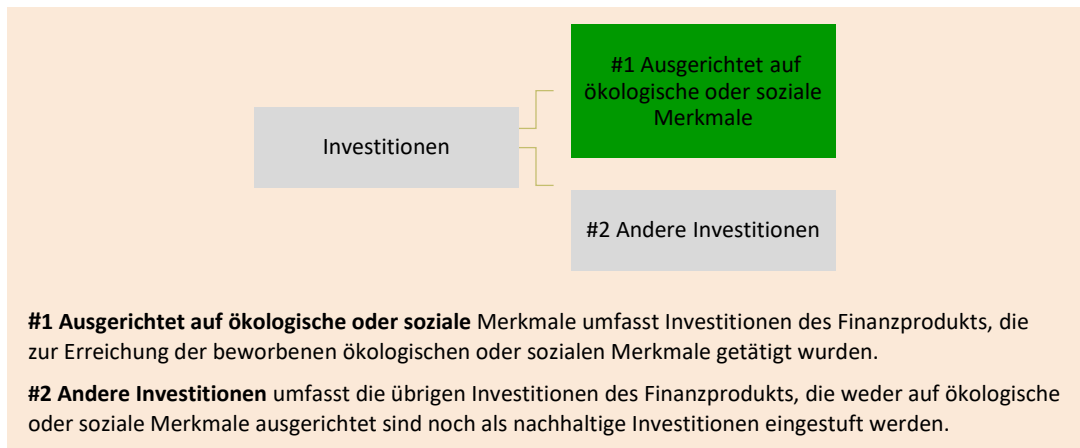 #1 Ausgerichtet auf
ökologische oder soziale
Merkmale
Investitionen
#2 Andere Investitionen
#1 Ausgerichtet auf ökologische oder soziale Merkmale umfasst Investitionen des Finanzprodukts, die
zur Erreichung der beworbenen ökologischen oder sozialen Merkmale getätigt wurden.
#2 Andere Investitionen umfasst die übrigen Investitionen des Finanzprodukts, die weder auf ökologische
oder soziale Merkmale ausgerichtet sind noch als nachhaltige Investitionen eingestuft werden.